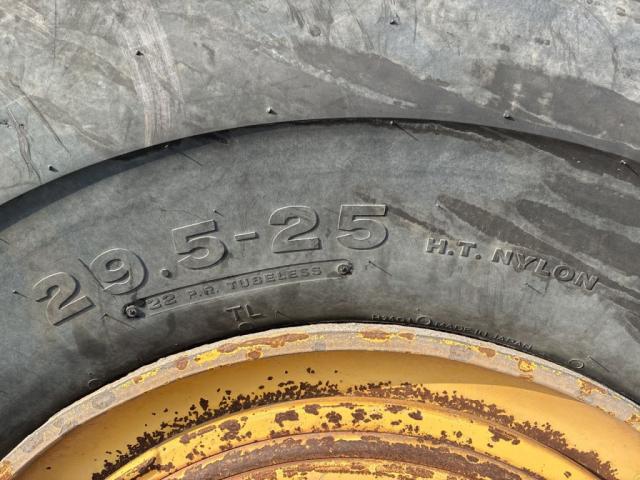 29.5-25
22 P.R. TUBELESS
H.T. NYLON
TL
MADE IN JAPAN